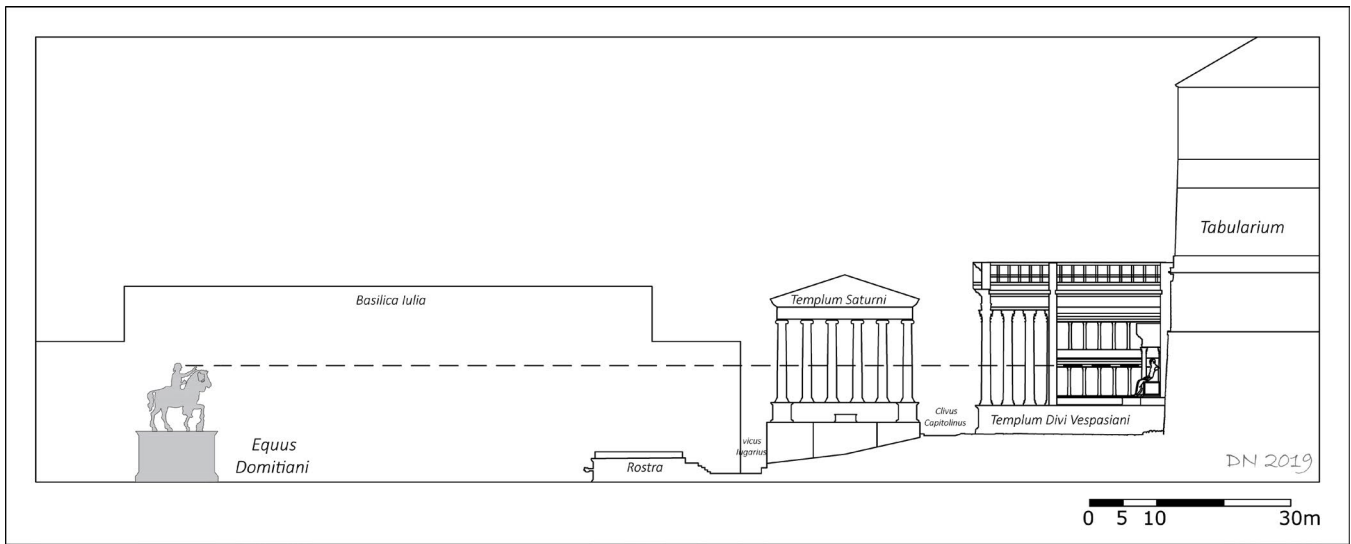 Tabularium
Basilica Iulia
Templum Saturni
Equus
Domitiani
Rostra
vicus
Iugarius
Clivus
Capitolinus
Templum Divi Vespasiani
DN 2019
0 5 10 30m